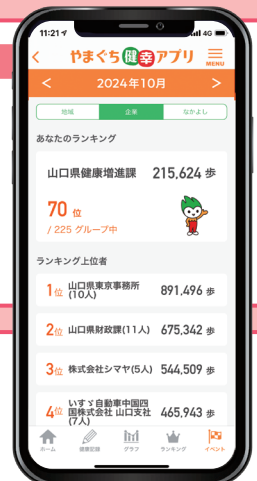 11:21
4G
やまぐち健幸アプリ
MENU
< 2024年10月 >
地域 企業 なかよし
あなたのランキング
山口県健康増進課 215,624 歩
70 位
/ 225 グループ中
ランキング上位者
1位 山口県東京事務所
(10人) 891,496 歩
2位 山口県財政課(11人) 675,342 歩
3位 株式会社シマヤ(5人) 544,509 歩
4位 いすゞ自動車中国四
国株式会社 山口支社
(7人) 465,943 歩
ホーム 健康記録 グラフ ランキング イベント